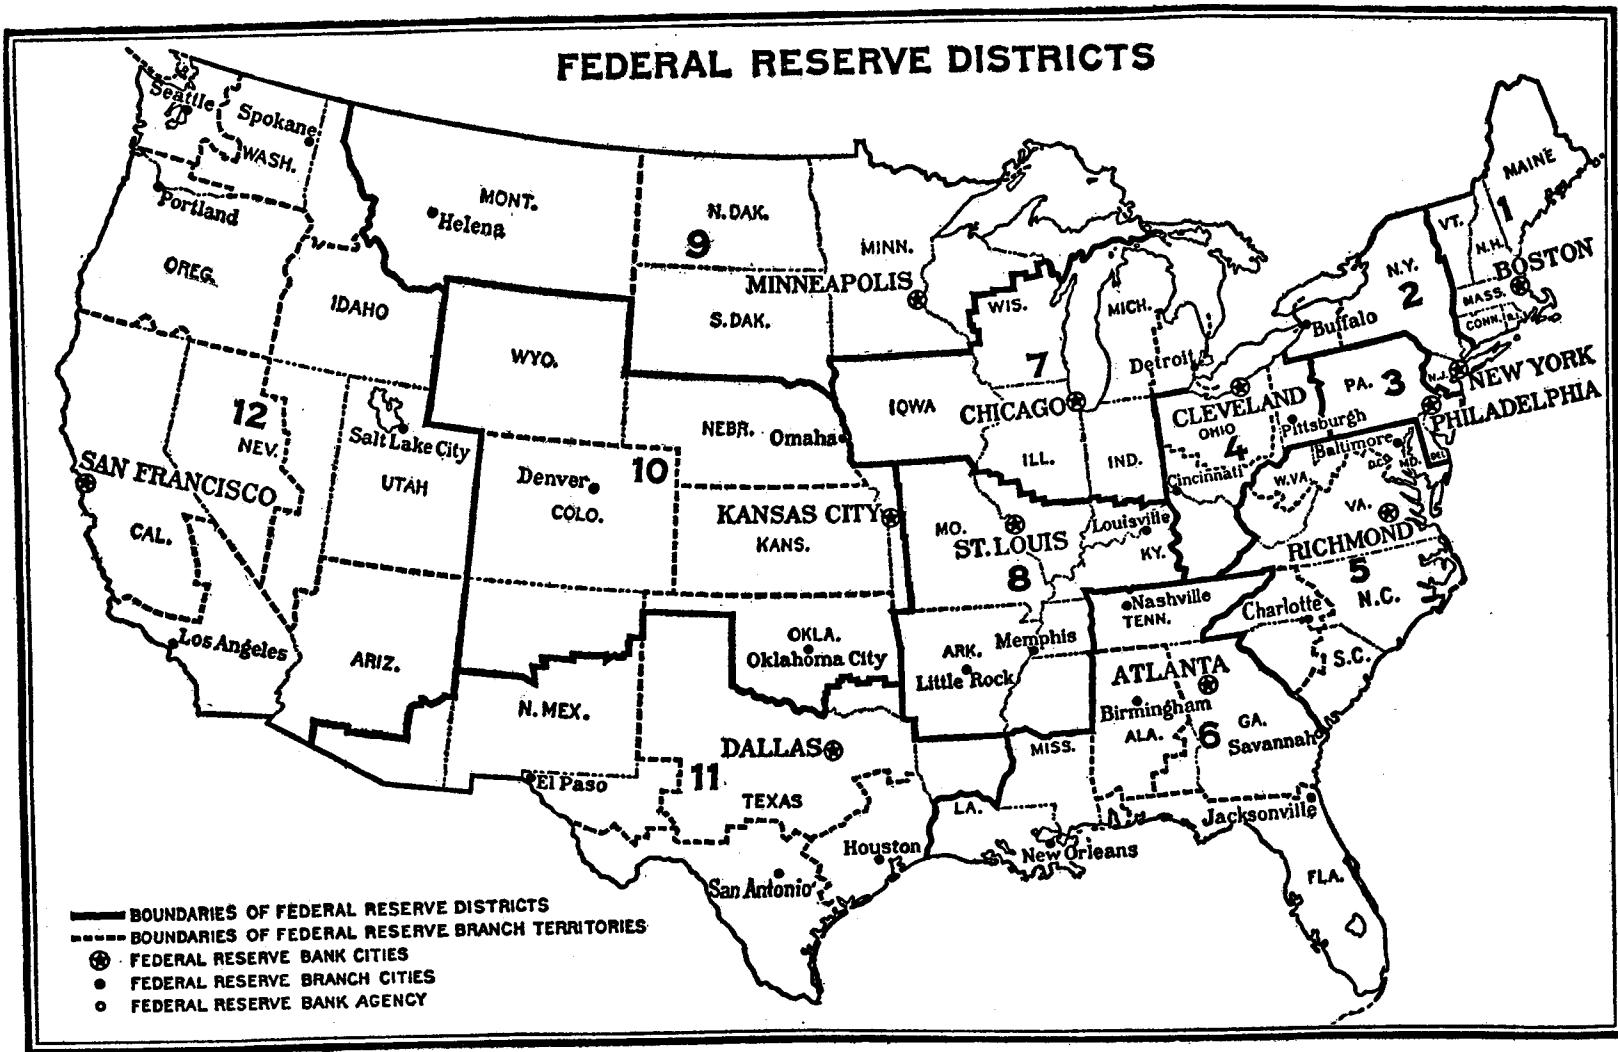 FEDERAL RESERVE DISTRICTS
Seattle
Spokane
WASH.
Portland
OREG.
IDAHO
MONT.
Helena
N. DAK.
9
S. DAK.
MINN.
MINNEAPOLIS
WIS.
MICH.
7
Detroit
MAINE
1
VT.
N.H.
BOSTON
MASS.
CONN.
R.I.
N.Y.
2
Buffalo
NEW YORK
N.J.
PA.
3
PHILADELPHIA
WYO.
12
NEV.
SAN FRANCISCO
CAL.
Los Angeles
Salt Lake City
UTAH
ARIZ.
NEBR.
Omaha
10
Denver
COLO.
KANSAS CITY
KANS.
IOWA
CHICAGO
ILL.
IND.
CLEVELAND
OHIO
4
Pittsburgh
Cincinnati
Baltimore
D.C.
MD.
DEL.
W.VA.
VA.
RICHMOND
5
N.C.
Charlotte
S.C.
MO.
ST. LOUIS
8
Louisville
KY.
Nashville
TENN.
Memphis
ARK.
Little Rock
OKLA.
Oklahoma City
N. MEX.
El Paso
DALLAS
11
TEXAS
Houston
San Antonio
LA.
New Orleans
MISS.
ATLANTA
Birmingham
ALA.
6
GA.
Savannah
Jacksonville
FLA.
BOUNDARIES OF FEDERAL RESERVE DISTRICTS
BOUNDARIES OF FEDERAL RESERVE BRANCH TERRITORIES
FEDERAL RESERVE BANK CITIES
FEDERAL RESERVE BRANCH CITIES
FEDERAL RESERVE BANK AGENCY